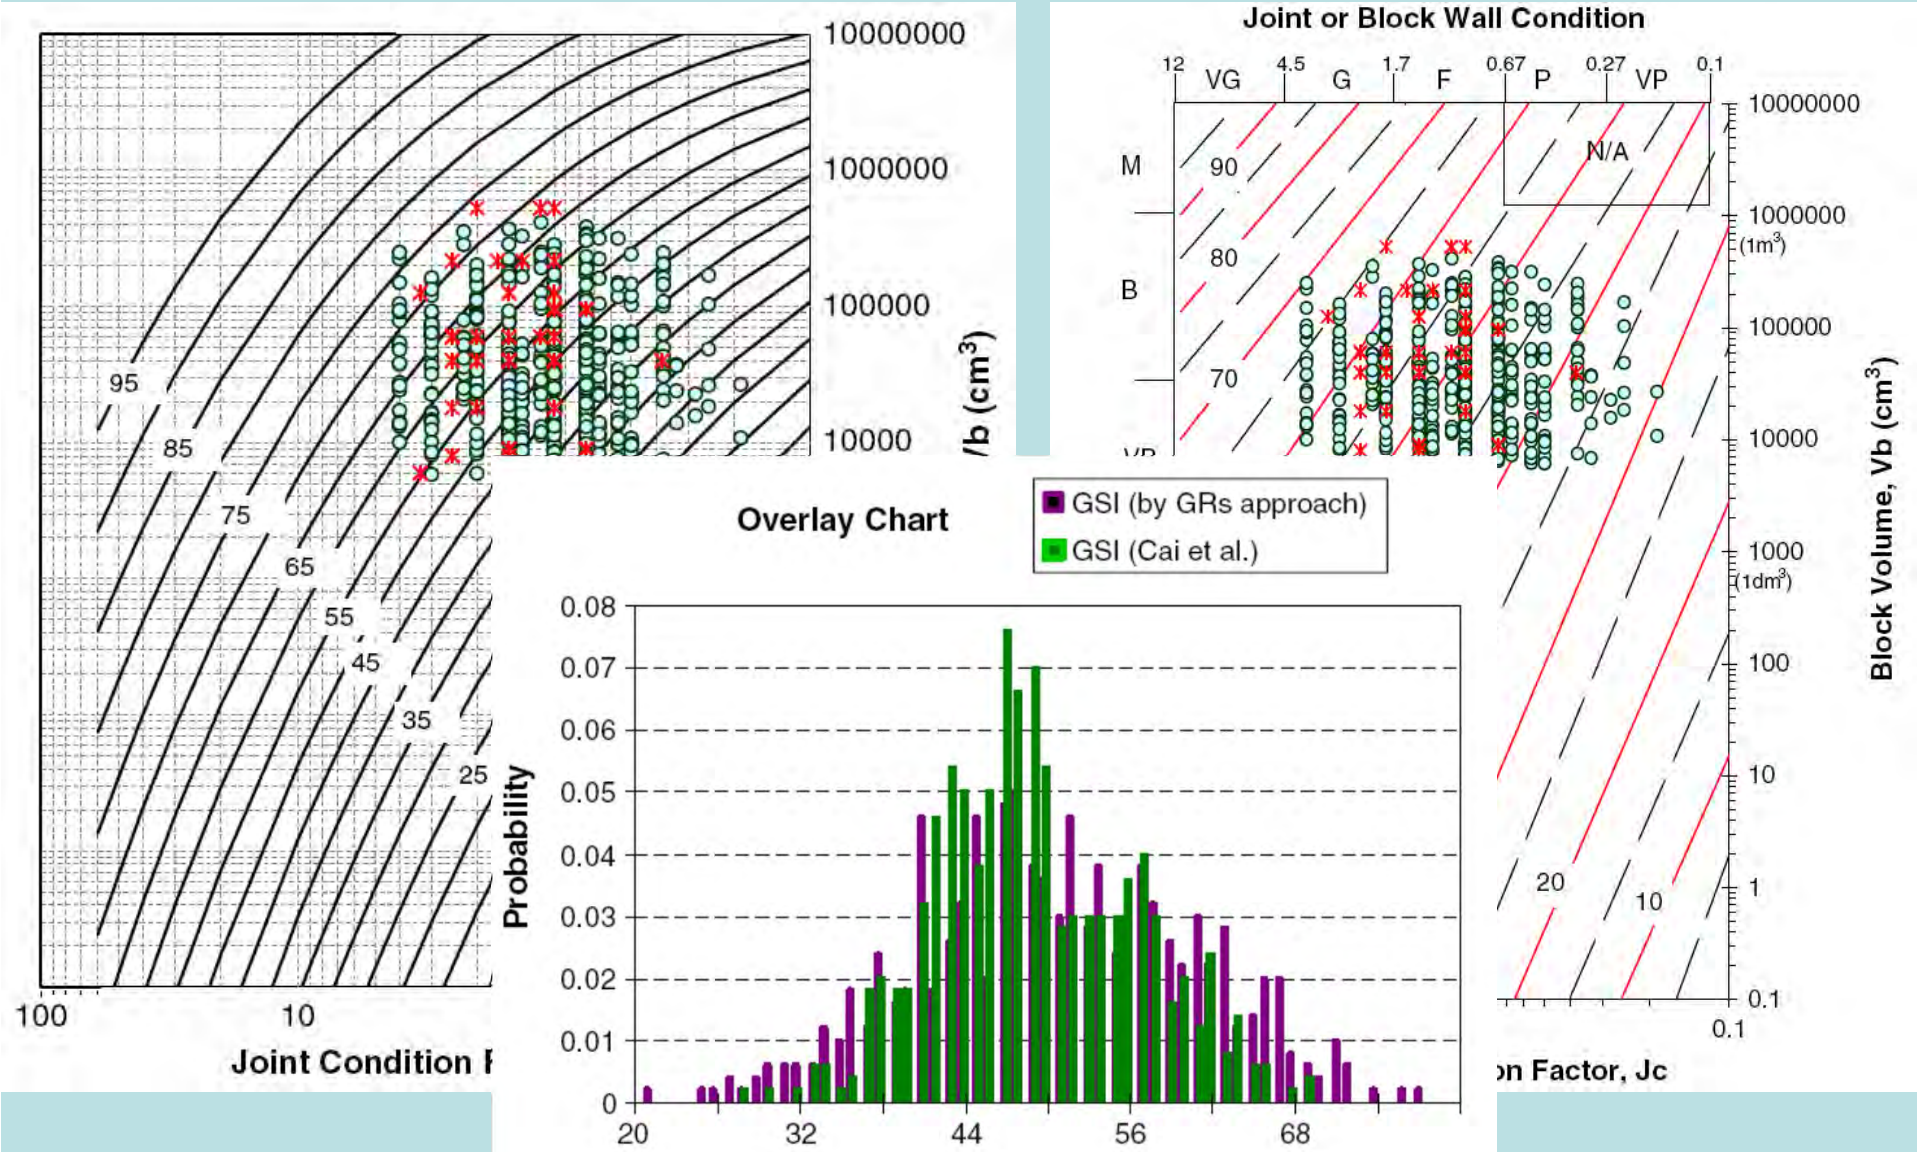 10000000
1000000
100000
10000
/b (cm³)
95
85
75
65
55
45
35
25
100
10
Joint Condition F
Joint or Block Wall Condition
12 4.5 1.7 0.67 0.27 0.1
VG G F P VP
N/A
M
B
90
80
70
20
10
10000000
1000000
(1m³)
100000
10000
1000
(1dm³)
100
10
1
0.1
0.1
Block Volume, Vb (cm³)
on Factor, Jc
Overlay Chart
GSI (by GRs approach)
GSI (Cai et al.)
Probability
0.08
0.07
0.06
0.05
0.04
0.03
0.02
0.01
0
20 32 44 56 68